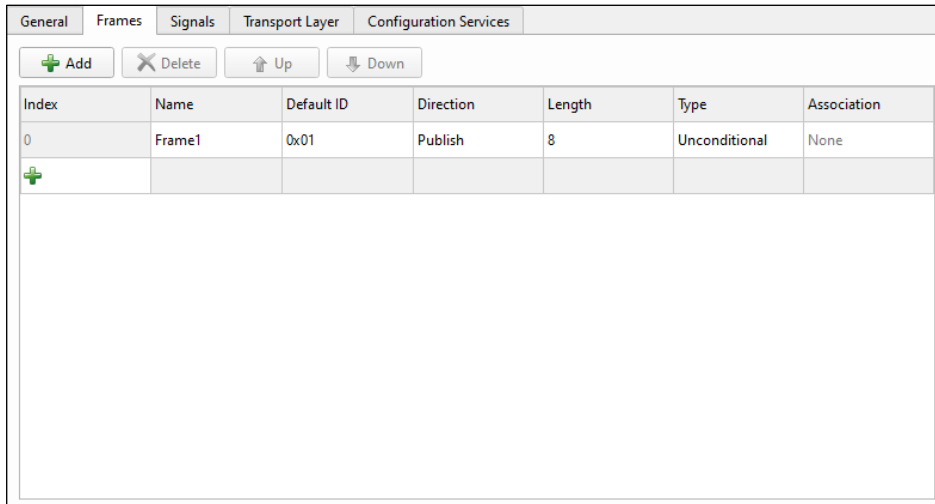 General Frames Signals Transport Layer Configuration Services
Add Delete Up Down
Index Name Default ID Direction Length Type Association
0 Frame1 0x01 Publish 8 Unconditional None